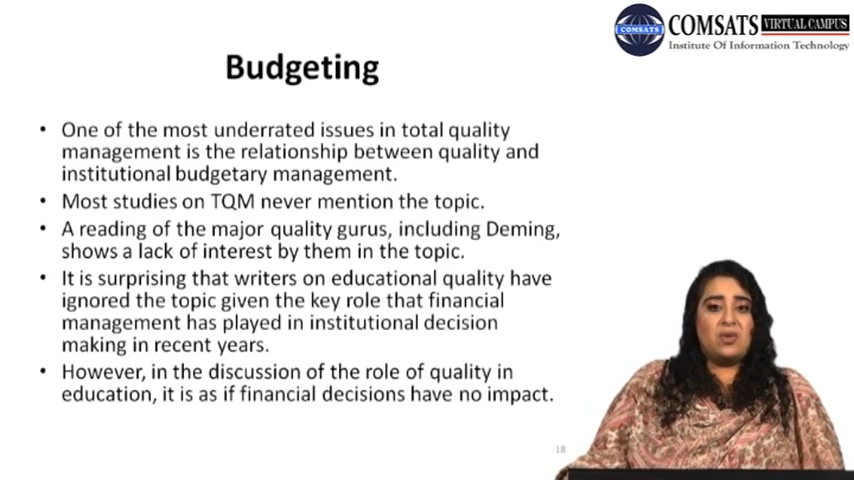 COMSATS
COMSATS VIRTUAL CAMPUS
Institute Of Information Technology
Budgeting
• One of the most underrated issues in total quality
management is the relationship between quality and
institutional budgetary management.
• Most studies on TQM never mention the topic.
• A reading of the major quality gurus, including Deming,
shows a lack of interest by them in the topic.
• It is surprising that writers on educational quality have
ignored the topic given the key role that financial
management has played in institutional decision
making in recent years.
• However, in the discussion of the role of quality in
education, it is as if financial decisions have no impact.
18